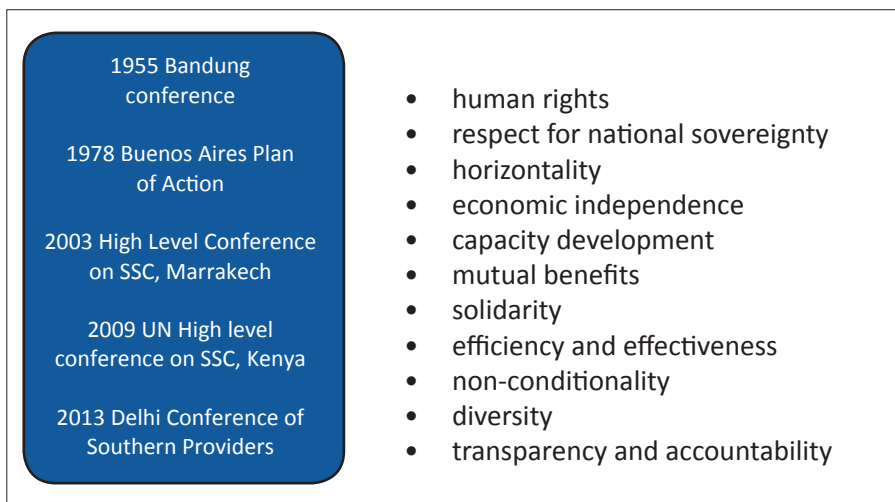 1955 Bandung
conference
1978 Buenos Aires Plan
of Action
2003 High Level Conference
on SSC, Marrakech
2009 UN High level
conference on SSC, Kenya
2013 Delhi Conference of
Southern Providers
• human rights
• respect for national sovereignty
• horizontality
• economic independence
• capacity development
• mutual benefits
• solidarity
• efficiency and effectiveness
• non-conditionality
• diversity
• transparency and accountability